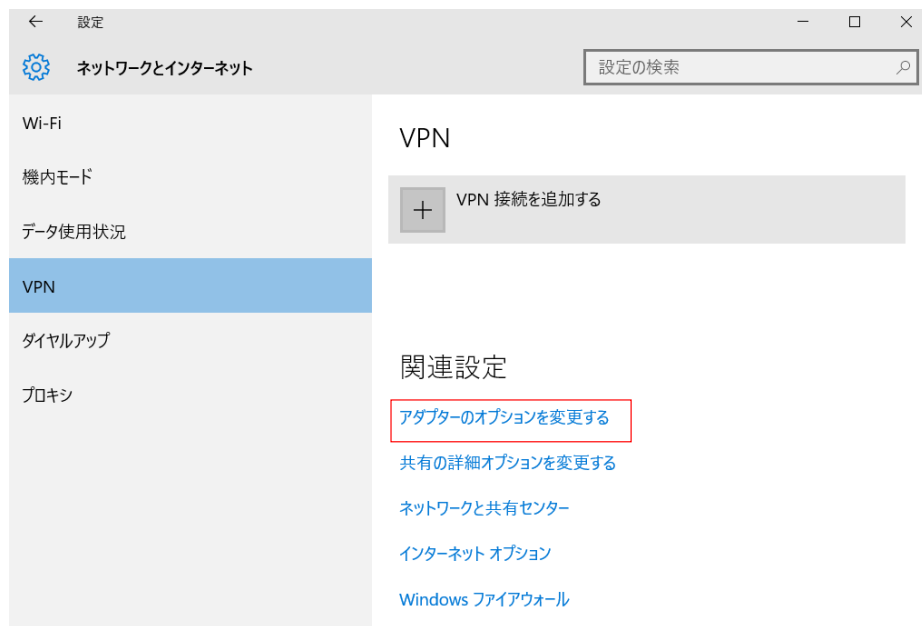 設定
ネットワークとインターネット
設定の検索
Wi-Fi
機内モード
データ使用状況
VPN
ダイヤルアップ
プロキシ
VPN
VPN 接続を追加する
関連設定
アダプターのオプションを変更する
共有の詳細オプションを変更する
ネットワークと共有センター
インターネット オプション
Windows ファイアウォール